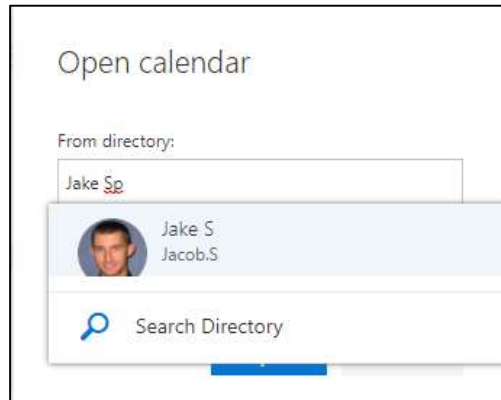 Open calendar
From directory:
Jake Sp
Jake S
Jacob.S
Search Directory